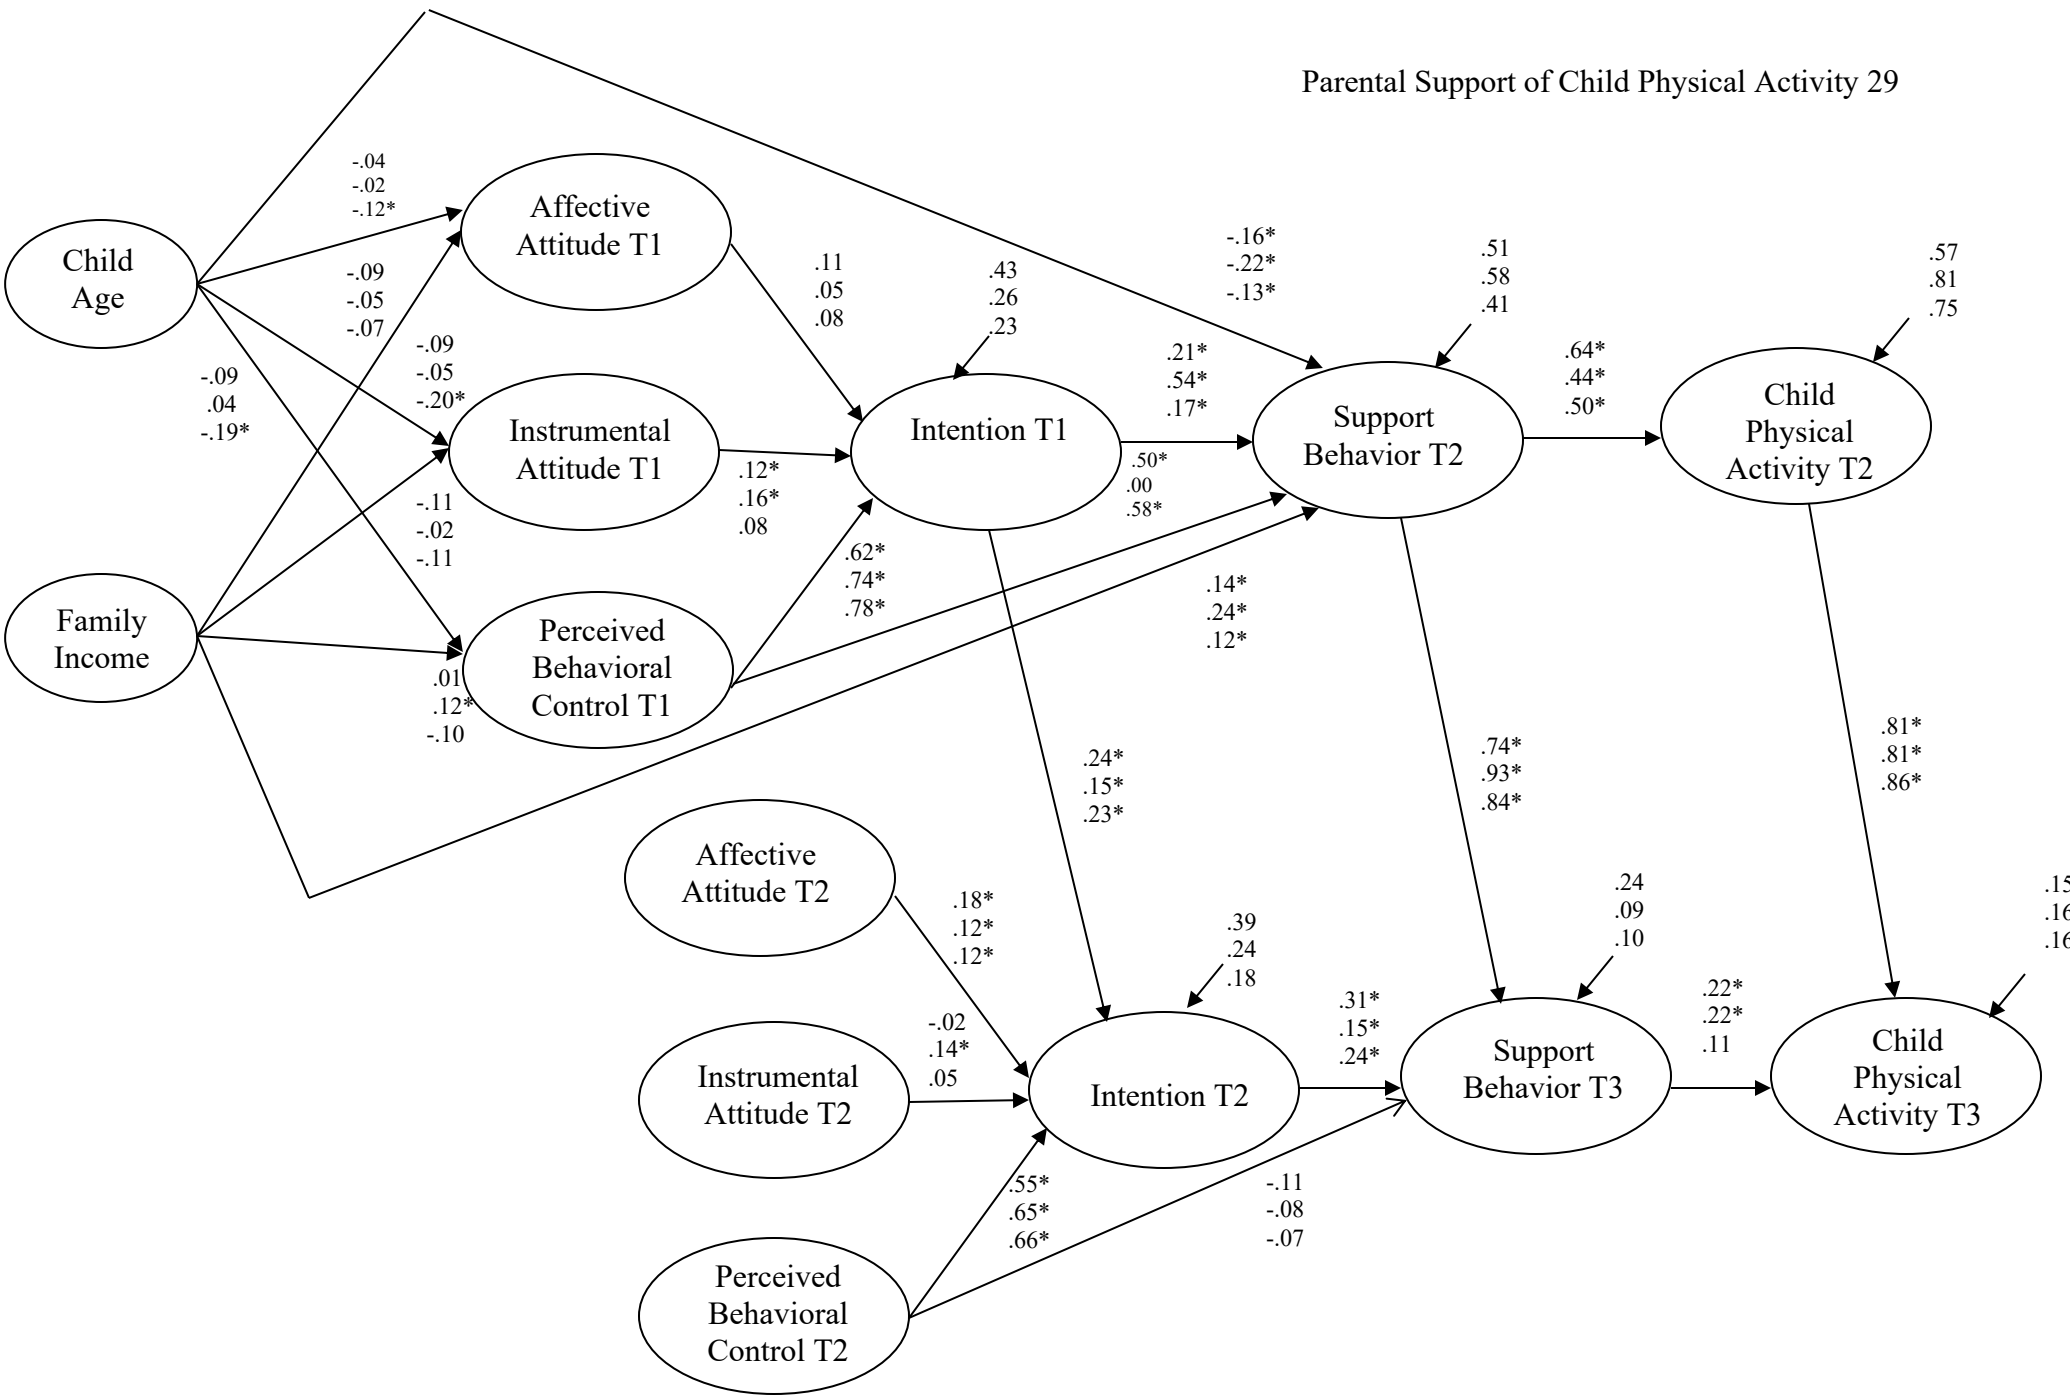 Parental Support of Child Physical Activity 29
-.04
-.02
-.12*
Affective
Attitude T1
Child
Age
-.09
-.05
-.07
.11
.05
.08
.43
.26
.23
-.16*
-.22*
-.13*
.51
.58
.41
.57
.81
.75
-.09
.04
-.19*
-.09
-.05
-.20*
Instrumental
Attitude T1
.12*
.16*
.08
Intention T1
.21*
.54*
.17*
.50*
.00
.58*
Support
Behavior T2
.64*
.44*
.50*
Child
Physical
Activity T2
-.11
-.02
-.11
Family
Income
.01
.12*
-.10
Perceived
Behavioral
Control T1
.62*
.74*
.78*
.14*
.24*
.12*
.24*
.15*
.23*
.74*
.93*
.84*
.81*
.81*
.86*
Affective
Attitude T2
.18*
.12*
.12*
.39
.24
.18
.24
.09
.10
.15
.16
.16
Instrumental
Attitude T2
-.02
.14*
.05
Intention T2
.31*
.15*
.24*
Support
Behavior T3
.22*
.22*
.11
Child
Physical
Activity T3
.55*
.65*
.66*
-.11
-.08
-.07
Perceived
Behavioral
Control T2